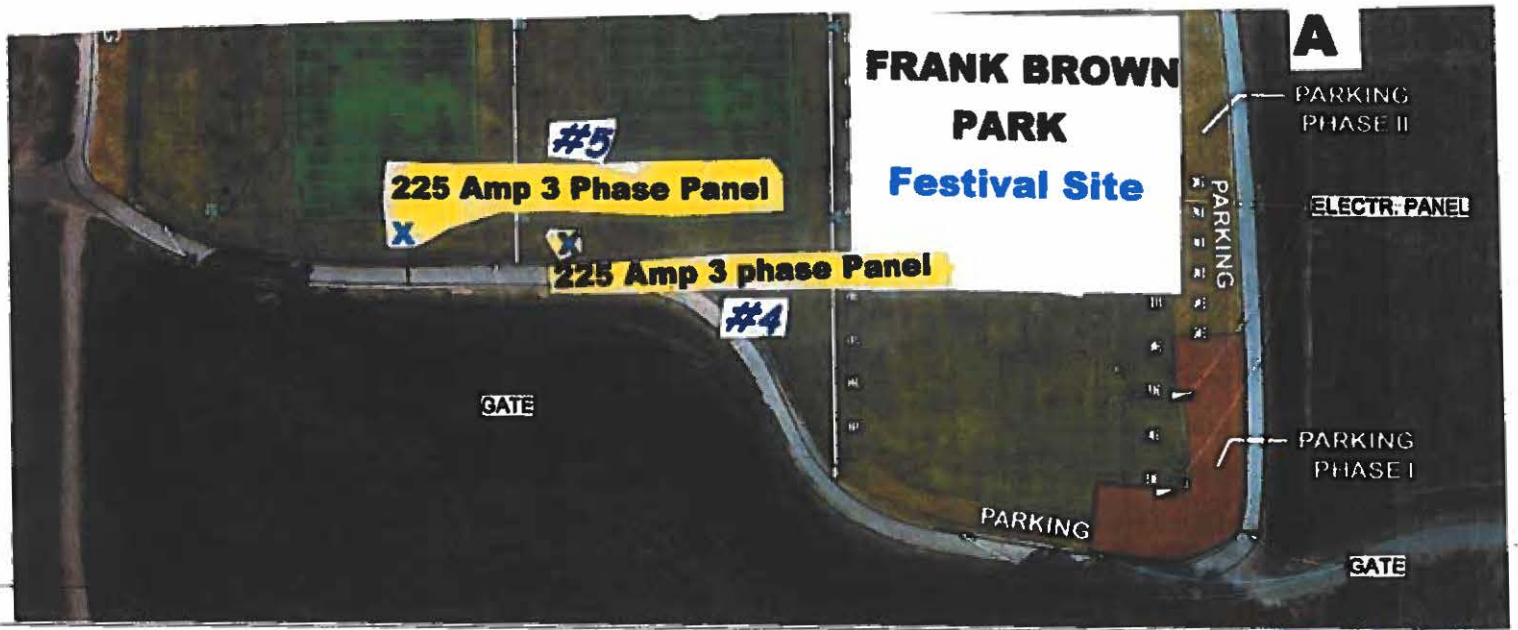 FRANK BROWN
PARK
Festival Site
A
PARKING
PHASE II
#5
225 Amp 3 Phase Panel
X
X
225 Amp 3 phase Panel
#4
PARKING
ELECTR. PANEL
GATE
PARKING
PHASE I
PARKING
GATE